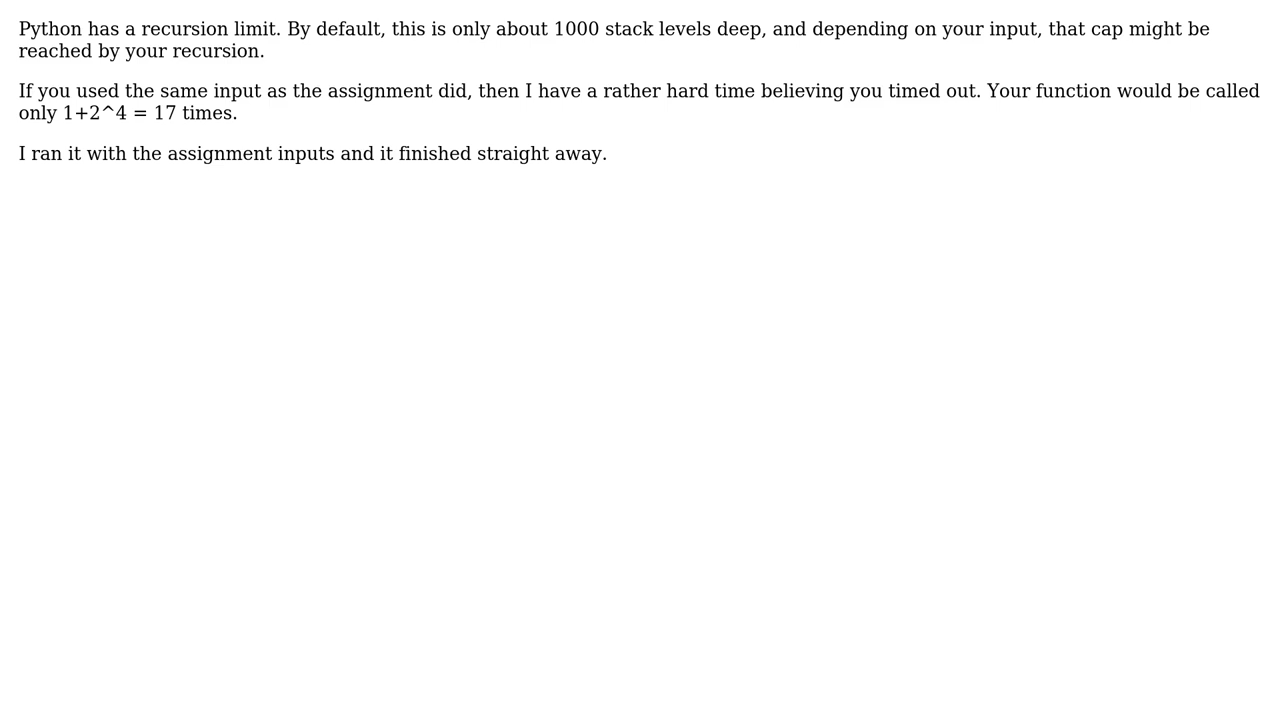 Python has a recursion limit. By default, this is only about 1000 stack levels deep, and depending on your input, that cap might be
reached by your recursion.
If you used the same input as the assignment did, then I have a rather hard time believing you timed out. Your function would be called
only 1+2^4 = 17 times.
I ran it with the assignment inputs and it finished straight away.